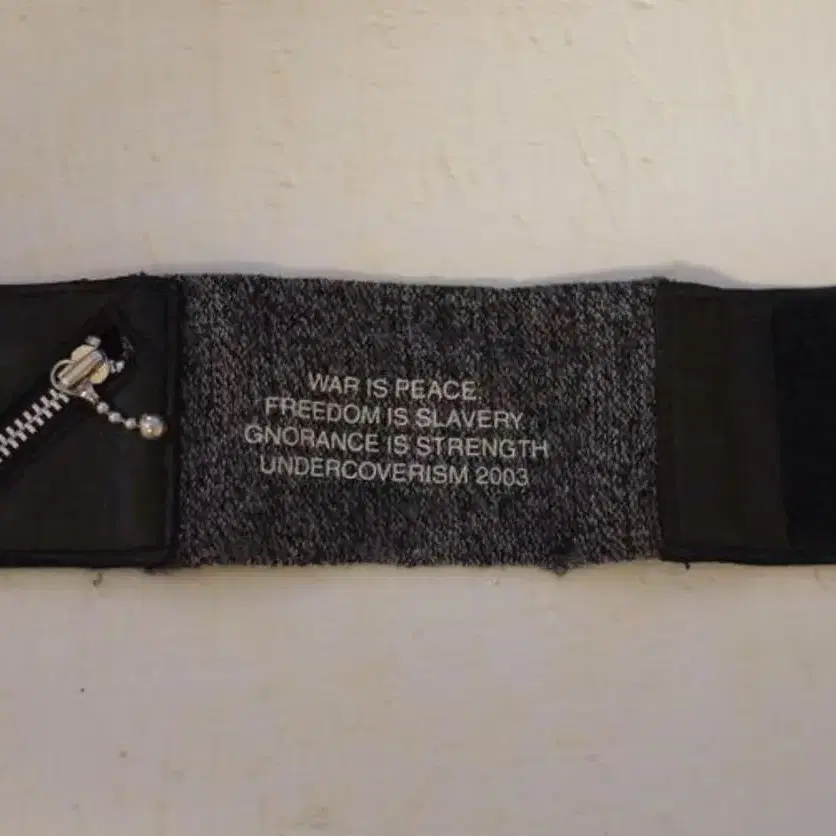 WAR IS PEACE.
FREEDOM IS SLAVERY
GNORANCE IS STRENGTH
UNDERCOVERISM 2003